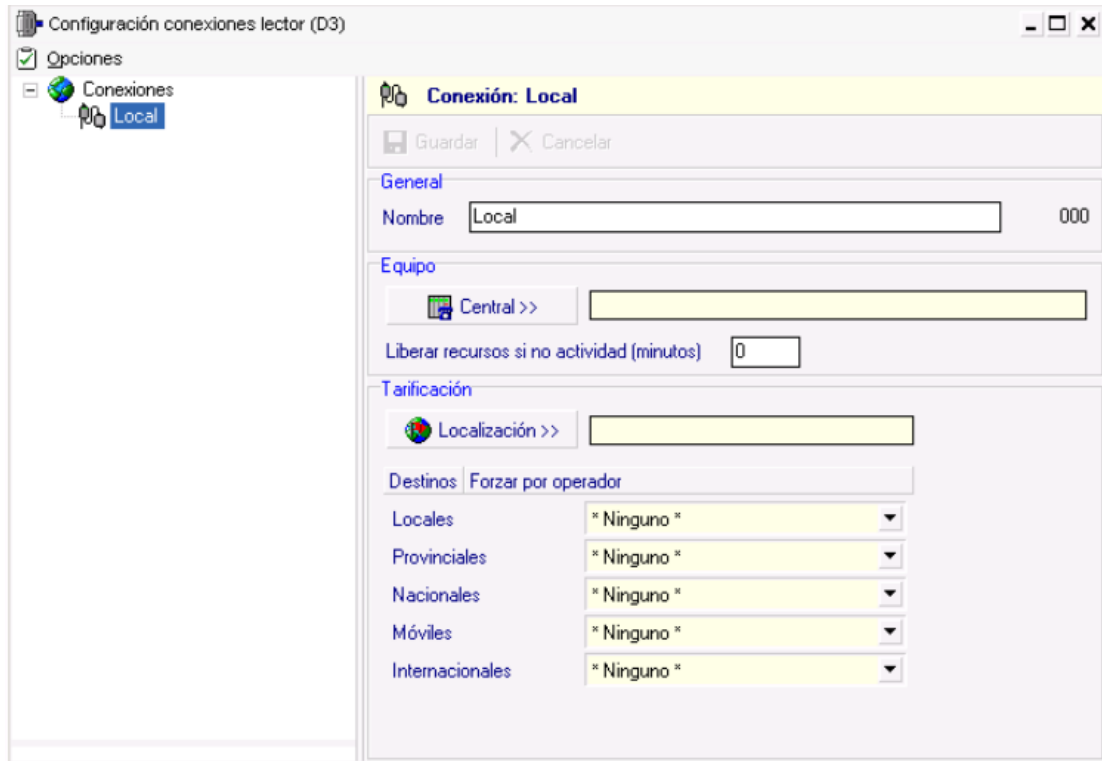 Configuración conexiones lector (D3)
Opciones
Conexiones
Local
Conexión: Local
Guardar
Cancelar
General
Nombre
Local
000
Equipo
Central >>
Liberar recursos si no actividad (minutos)
0
Tarificación
Localización >>
Destinos
Forzar por operador
Locales
* Ninguno *
Provinciales
* Ninguno *
Nacionales
* Ninguno *
Móviles
* Ninguno *
Internacionales
* Ninguno *